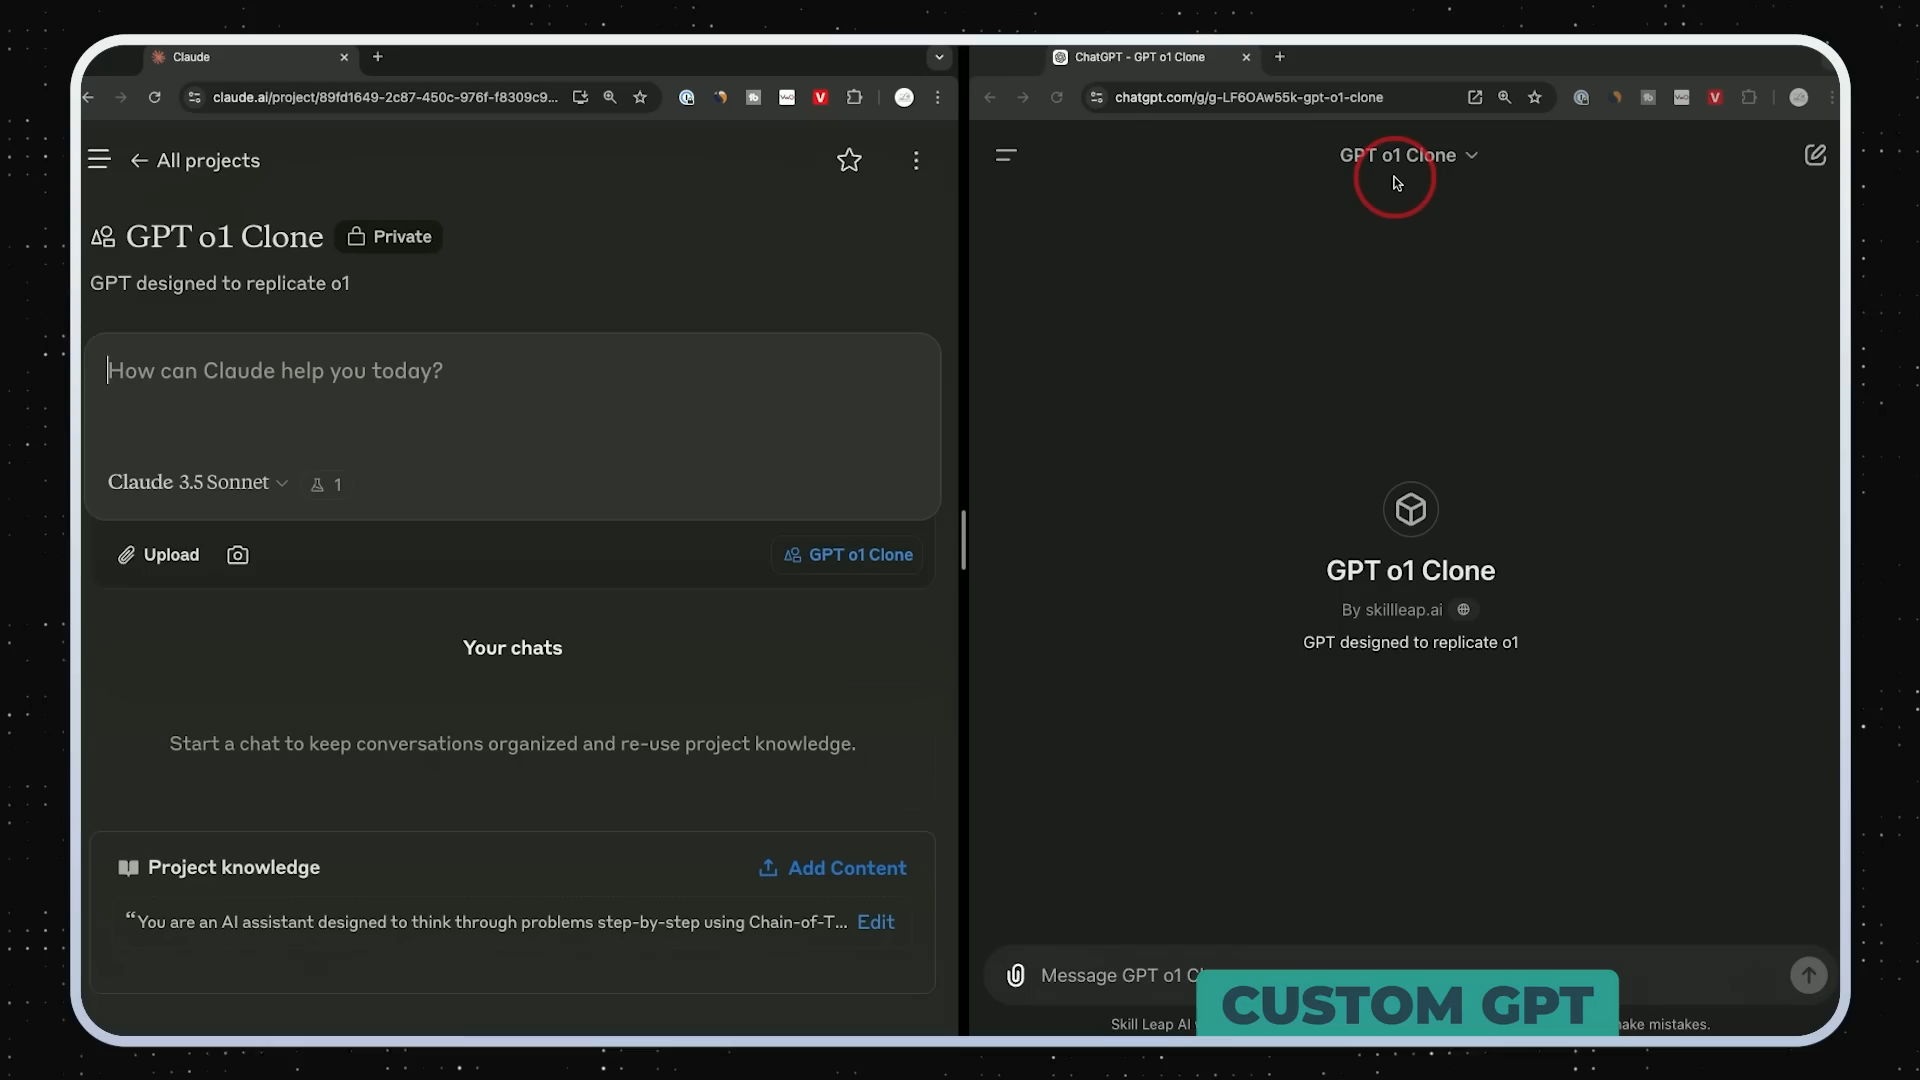 Claude
claude.ai/project/89fd1649-2c87-450c-976f-f8309c9...
All projects
GPT o1 Clone
Private
GPT designed to replicate o1
How can Claude help you today?
Claude 3.5 Sonnet
1
Upload
GPT o1 Clone
Your chats
Start a chat to keep conversations organized and re-use project knowledge.
Project knowledge
Add Content
“You are an AI assistant designed to think through problems step-by-step using Chain-of-T...
Edit
ChatGPT - GPT o1 Clone
chatgpt.com/g/g-LF6OAw55k-gpt-o1-clone
GPT o1 Clone
GPT o1 Clone
By skillleap.ai
GPT designed to replicate o1
Message GPT o1
CUSTOM GPT
Skill Leap AI
mistakes.